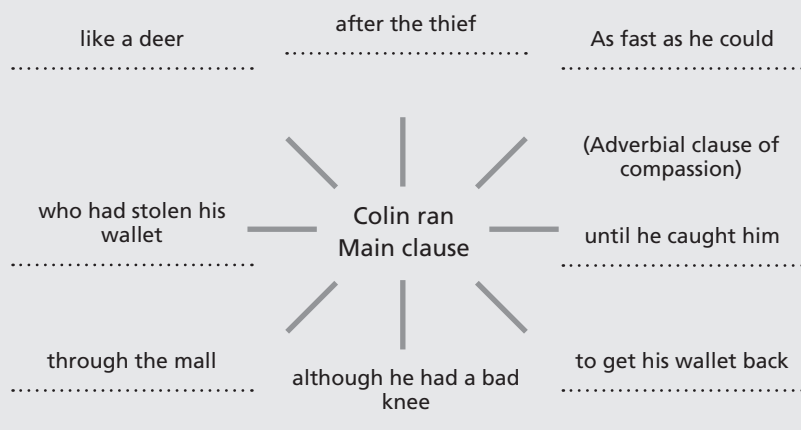 like a deer
after the thief
As fast as he could
(Adverbial clause of
compassion)
who had stolen his
wallet
Colin ran
Main clause
until he caught him
through the mall
although he had a bad
knee
to get his wallet back